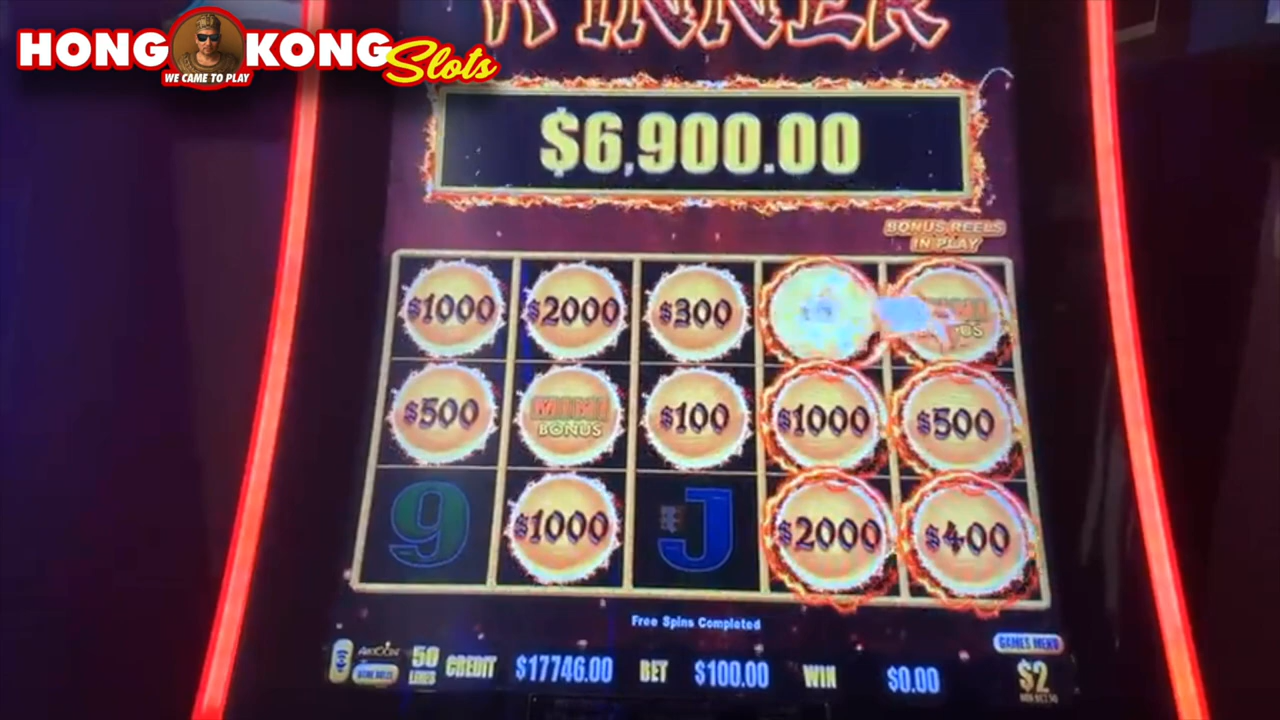 HONG KONG Slots
WE CAME TO PLAY
WINNER
$6,900.00
BONUS REELS
IN PLAY
$1000 $2000 $300
$500 MINI BONUS $100 $1000 $500
9 $1000 J $2000 $400
Free Spins Completed
GAMES MENU
50 LINES CREDIT $17746.00 BET $100.00 WIN $0.00 $2